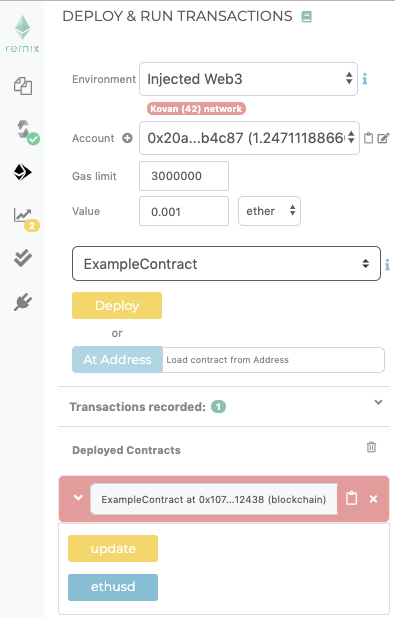 remix
DEPLOY & RUN TRANSACTIONS
Environment Injected Web3
Kovan (42) network
Account 0x20a...b4c87 (1.2471118866
Gas limit 3000000
Value 0.001 ether
2
ExampleContract
Deploy
or
At Address Load contract from Address
Transactions recorded: 1
Deployed Contracts
ExampleContract at 0x107...12438 (blockchain)
update
ethusd